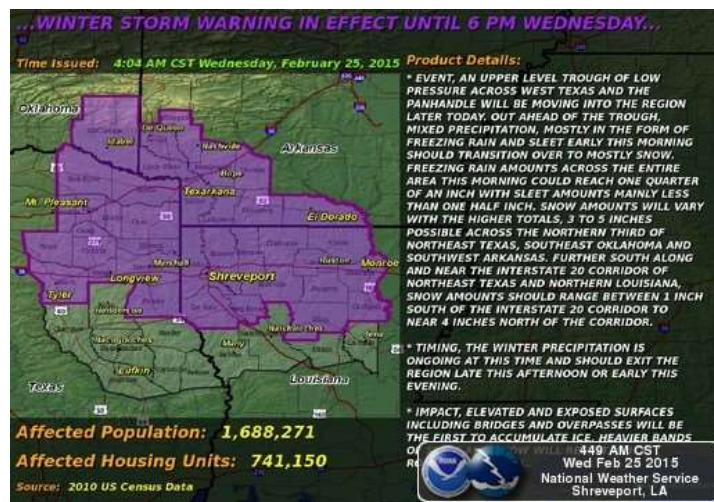 ...WINTER STORM WARNING IN EFFECT UNTIL 6 PM WEDNESDAY...
Time Issued: 4:04 AM CST Wednesday, February 25, 2015
Product Details:
* EVENT, AN UPPER LEVEL TROUGH OF LOW
PRESSURE ACROSS WEST TEXAS AND THE
PANHANDLE WILL BE MOVING INTO THE REGION
LATER TODAY. OUT AHEAD OF THE TROUGH,
MIXED PRECIPITATION, MOSTLY IN THE FORM OF
FREEZING RAIN AND SLEET EARLY THIS MORNING
SHOULD TRANSITION OVER TO MOSTLY SNOW.
FREEZING RAIN AMOUNTS ACROSS THE ENTIRE
AREA THIS MORNING COULD REACH ONE QUARTER
OF AN INCH WITH SLEET AMOUNTS MAINLY LESS
THAN ONE HALF INCH. SNOW AMOUNTS WILL VARY
WITH THE HIGHER TOTALS, 3 TO 5 INCHES
POSSIBLE ACROSS THE NORTHERN THIRD OF
NORTHEAST TEXAS, SOUTHEAST OKLAHOMA AND
SOUTHWEST ARKANSAS. FURTHER SOUTH ALONG
AND NEAR THE INTERSTATE 20 CORRIDOR OF
NORTHEAST TEXAS AND NORTHERN LOUISIANA,
SNOW AMOUNTS SHOULD RANGE BETWEEN 1 INCH
SOUTH OF THE INTERSTATE 20 CORRIDOR TO
NEAR 4 INCHES NORTH OF THE CORRIDOR.
* TIMING, THE WINTER PRECIPITATION IS
ONGOING AT THIS TIME AND SHOULD EXIT THE
REGION LATE THIS AFTERNOON OR EARLY THIS
EVENING.
* IMPACT, ELEVATED AND EXPOSED SURFACES
INCLUDING BRIDGES AND OVERPASSES WILL BE
THE FIRST TO ACCUMULATE ICE. HEAVIER BANDS
Oklahoma
De Queen
Idabel
Nashville
Arkansas
Hope
Texarkana
Mt. Pleasant
El Dorado
Marshall
Ruston
Monroe
Longview
Shreveport
Tyler
Henderson
Natchitoches
Nacogdoches
Many
Jena
Lufkin
Louisiana
Texas
Affected Population: 1,688,271
Affected Housing Units: 741,150
Source: 2010 US Census Data
449 AM CST
Wed Feb 25 2015
National Weather Service
Shreveport, LA